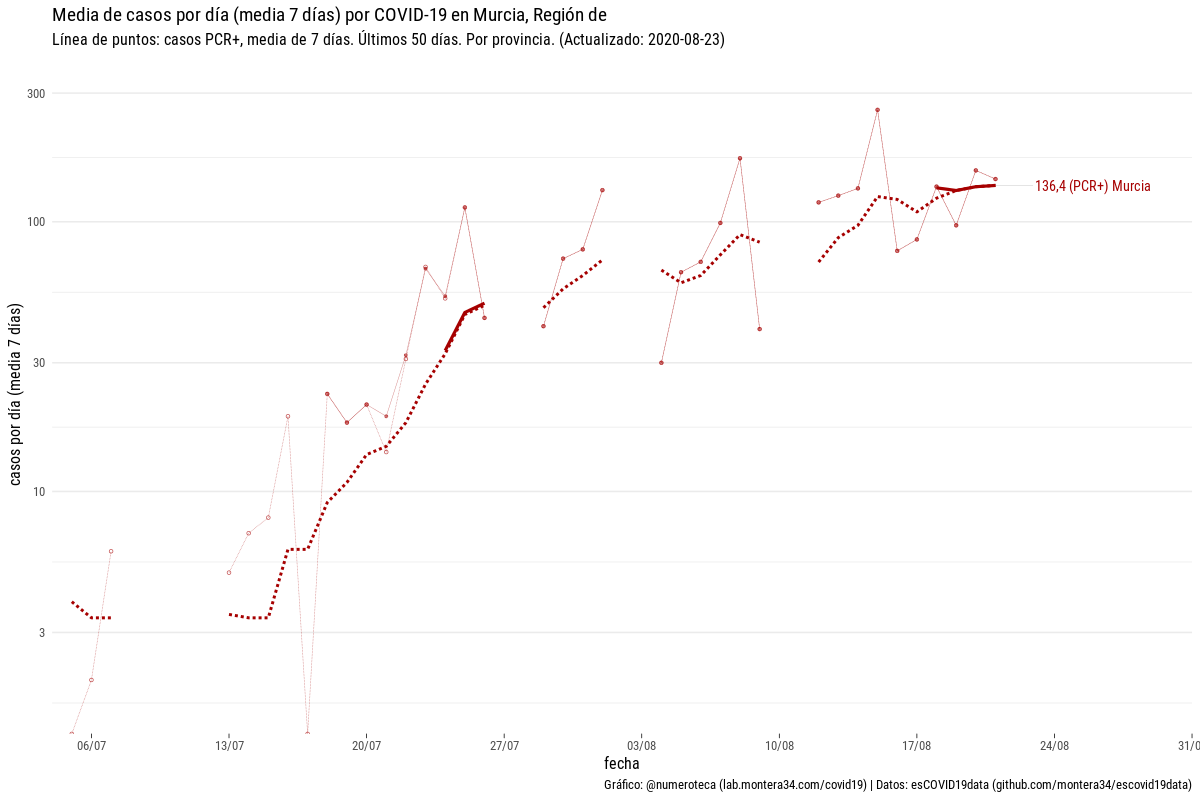 Media de casos por día (media 7 días) por COVID-19 en Murcia, Región de
Línea de puntos: casos PCR+, media de 7 días. Últimos 50 días. Por provincia. (Actualizado: 2020-08-23)
300
100
30
10
3
casos por día (media 7 días)
136,4 (PCR+) Murcia
06/07
13/07
20/07
27/07
03/08
10/08
17/08
24/08
31/0
fecha
Gráfico: @numeroteca (lab.montera34.com/covid19) | Datos: esCOVID19data (github.com/montera34/escovid19data)